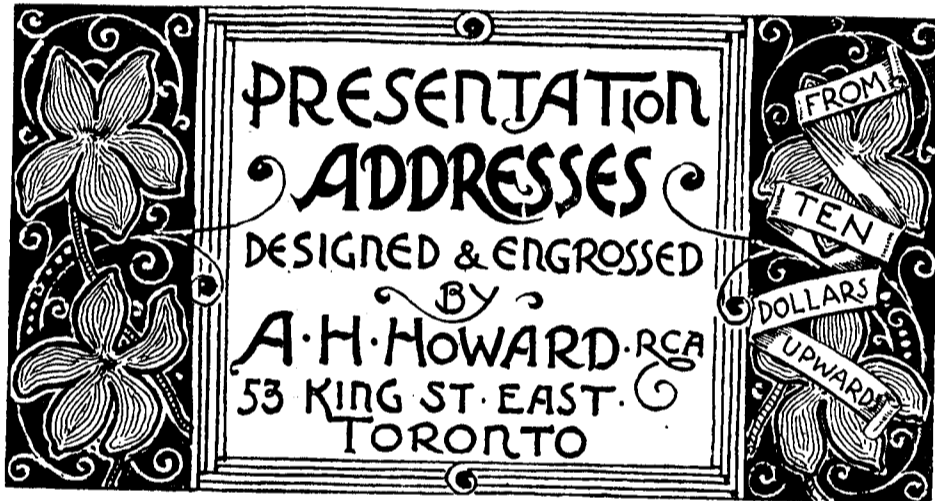 PRESENTATION
ADDRESSES
DESIGNED & ENGROSSED
BY
A·H·HOWARD·RCA
53 KING ST·EAST·
TORONTO
FROM
TEN
DOLLARS
UPWARDS